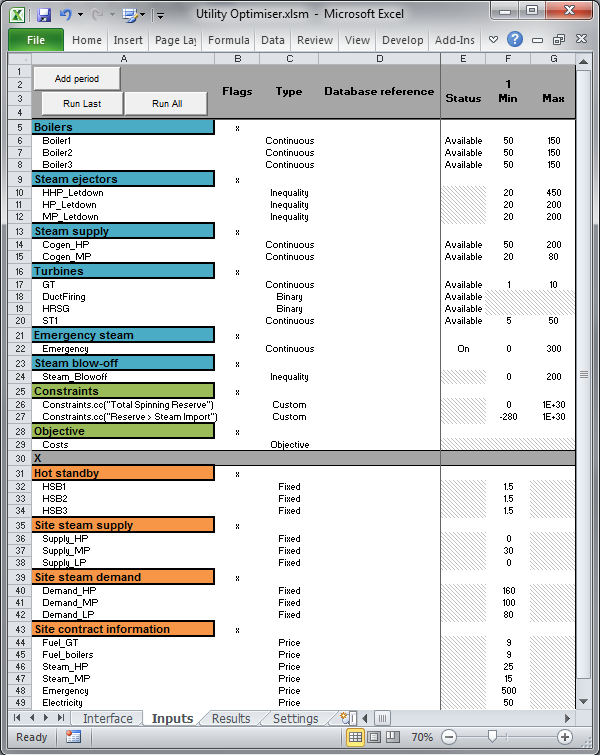 Utility Optimiser.xlsm - Microsoft Excel
File Home Insert Page Lay Formula Data Review View Develop Add-Ins
A B C D E F G
1 Add period
2 Flags Type Database reference 1
3 Run Last Run All Status Min Max
4
5 Boilers x
6 Boiler1 Continuous Available 50 150
7 Boiler2 Continuous Available 50 150
8 Boiler3 Continuous Available 50 150
9 Steam ejectors x
10 HHP_Letdown Inequality 20 450
11 HP_Letdown Inequality 20 200
12 MP_Letdown Inequality 20 200
13 Steam supply x
14 Cogen_HP Continuous Available 50 200
15 Cogen_MP Continuous Available 20 80
16 Turbines x
17 GT Continuous Available 1 10
18 DuctFiring Binary Available
19 HRSG Binary Available
20 ST1 Continuous Available 5 50
21 Emergency steam x
22 Emergency Continuous On 0 300
23 Steam blow-off x
24 Steam_Blowoff Inequality 0 200
25 Constraints x
26 Constraints.cc("Total Spinning Reserve") Custom 0 1E+30
27 Constraints.cc("Reserve > Steam Import") Custom -280 1E+30
28 Objective x
29 Costs Objective
30 X
31 Hot standby x
32 HSB1 Fixed 1.5
33 HSB2 Fixed 1.5
34 HSB3 Fixed 1.5
35 Site steam supply x
36 Supply_HP Fixed 0
37 Supply_MP Fixed 30
38 Supply_LP Fixed 0
39 Site steam demand x
40 Demand_HP Fixed 160
41 Demand_MP Fixed 100
42 Demand_LP Fixed 80
43 Site contract information x
44 Fuel_GT Price 9
45 Fuel_boilers Price 9
46 Steam_HP Price 25
47 Steam_MP Price 15
48 Emergency Price 500
49 Electricity Price 50
Interface Inputs Results Settings
Ready 70%